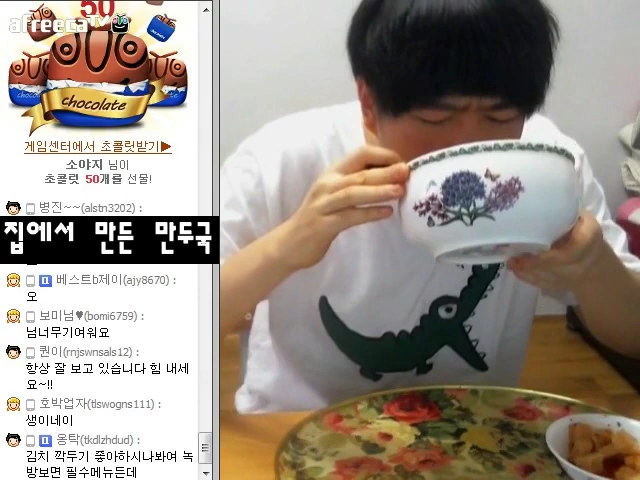 50
afreecaTV
chocolate
게임센터에서 초콜릿받기▶
소야지 님이
초콜릿 50개를 선물!
병진~~(alstn3202) :
집에서 만든 만두국
베스트b제이(ajy8670) :
오
보미님♥(bomi6759) :
넘너무기여워요
퀀이(rnjswnsals12) :
항상 잘 보고 있습니다 힘 내세
요~!!
호박업자(tlswogns111) :
생이네이
옹탁(tkdlzhdud) :
김치 깍두기 좋아하시나봐여 녹
방보면 필수메뉴든데